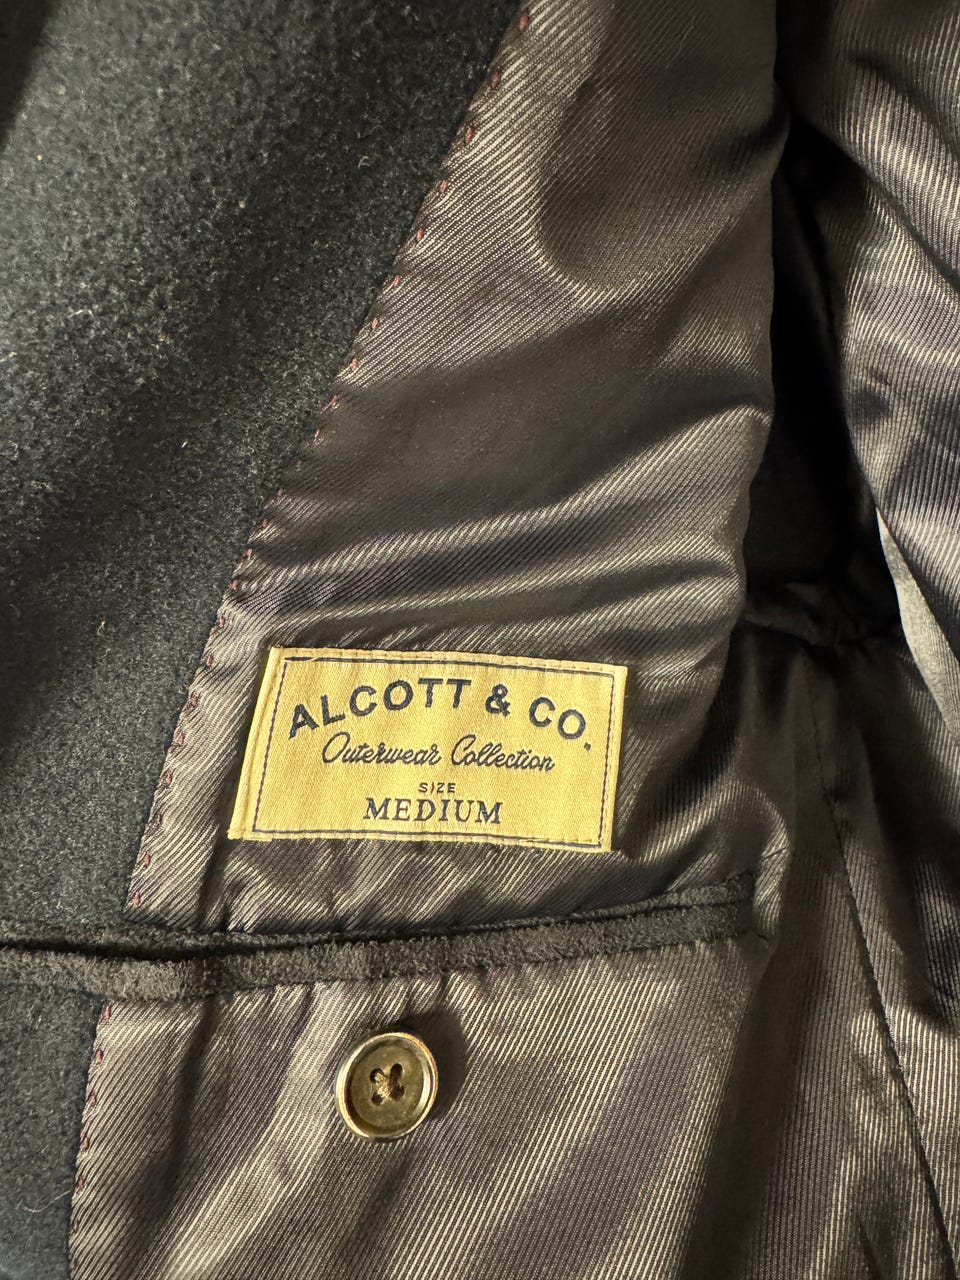 ALCOTT & CO.
Outerwear Collection
SIZE
MEDIUM